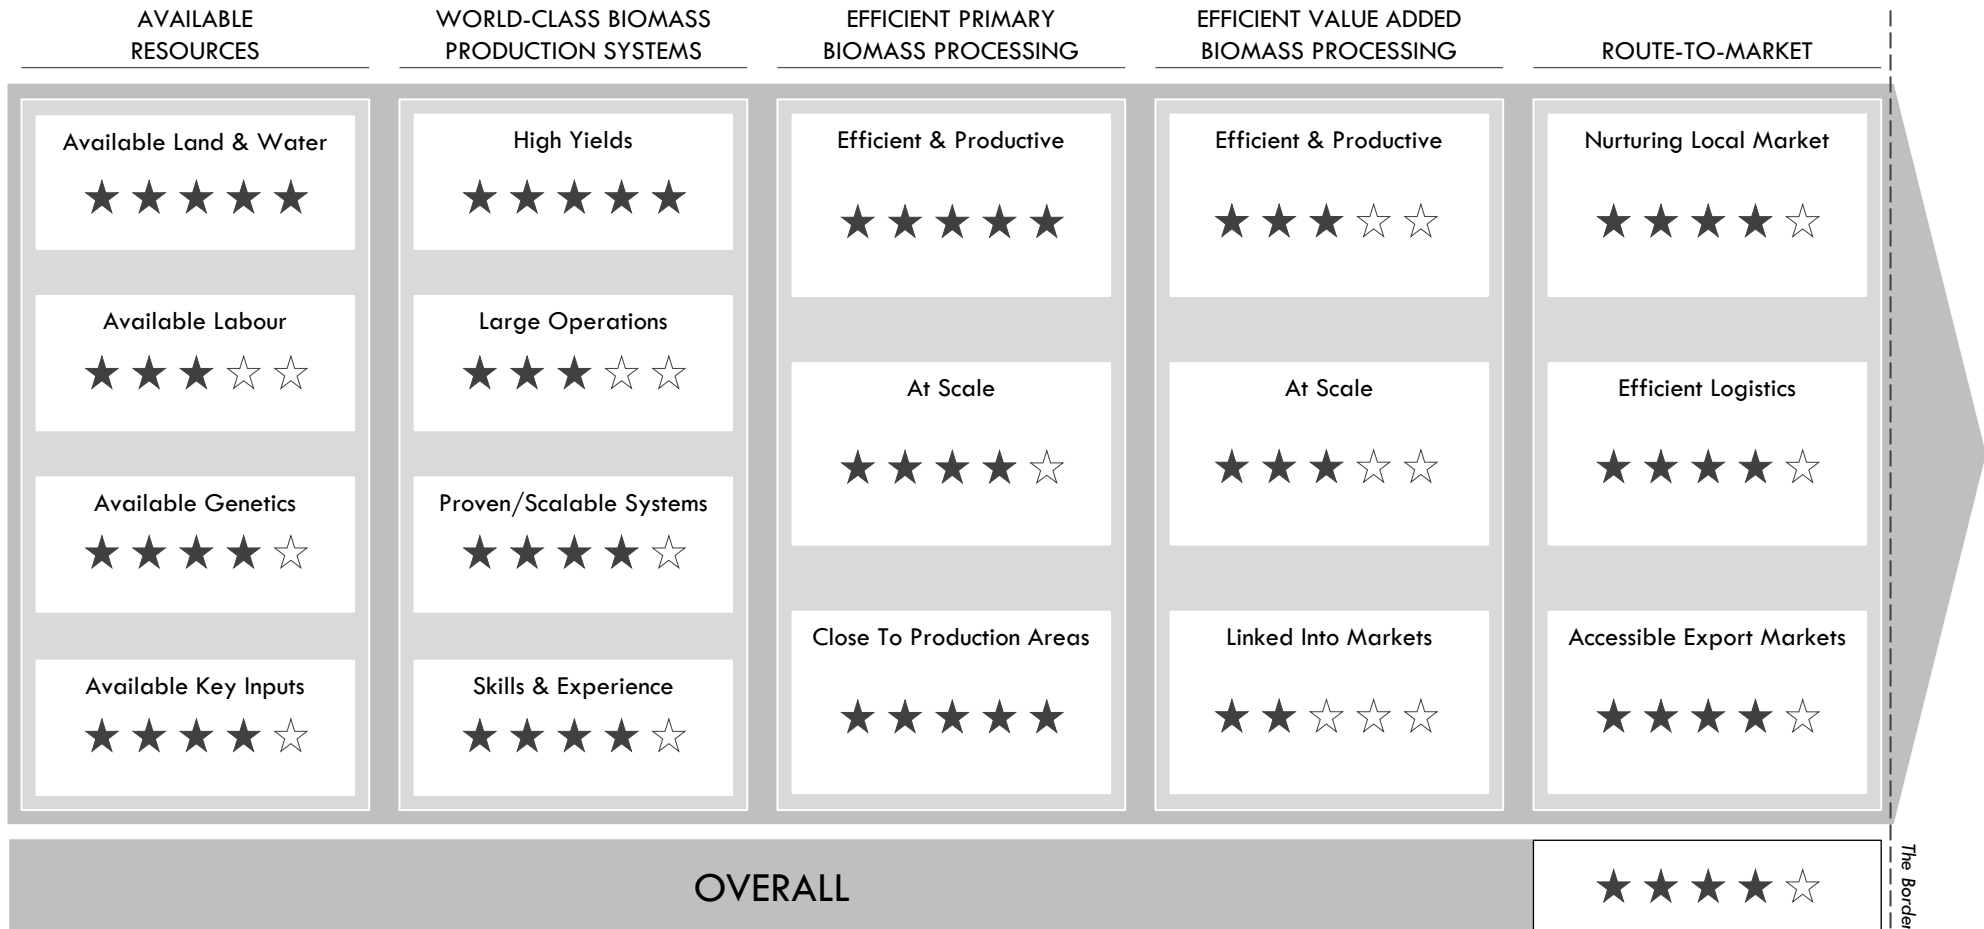 AVAILABLE
RESOURCES
WORLD-CLASS BIOMASS
PRODUCTION SYSTEMS
EFFICIENT PRIMARY
BIOMASS PROCESSING
EFFICIENT VALUE ADDED
BIOMASS PROCESSING
ROUTE-TO-MARKET
Available Land & Water
★★★★★
Available Labour
★★★☆☆
Available Genetics
★★★★☆
Available Key Inputs
★★★★☆
High Yields
★★★★★
Large Operations
★★★☆☆
Proven/Scalable Systems
★★★★☆
Skills & Experience
★★★★☆
Efficient & Productive
★★★★★
At Scale
★★★★☆
Close To Production Areas
★★★★★
Efficient & Productive
★★★☆☆
At Scale
★★★☆☆
Linked Into Markets
★★☆☆☆
Nurturing Local Market
★★★★☆
Efficient Logistics
★★★★☆
Accessible Export Markets
★★★★☆
OVERALL
★★★★☆
The Border